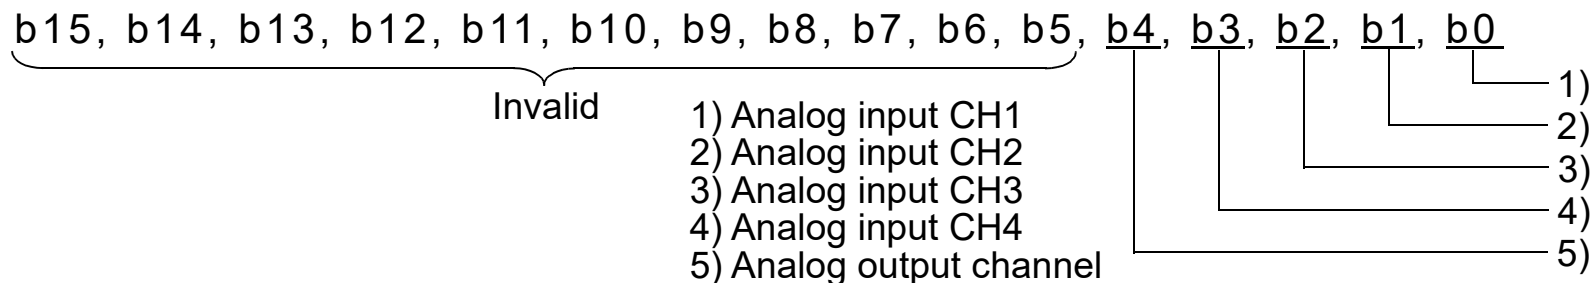 b15, b14, b13, b12, b11, b10, b9, b8, b7, b6, b5, b4, b3, b2, b1, b0
Invalid
1) Analog input CH1
2) Analog input CH2
3) Analog input CH3
4) Analog input CH4
5) Analog output channel
1)
2)
3)
4)
5)